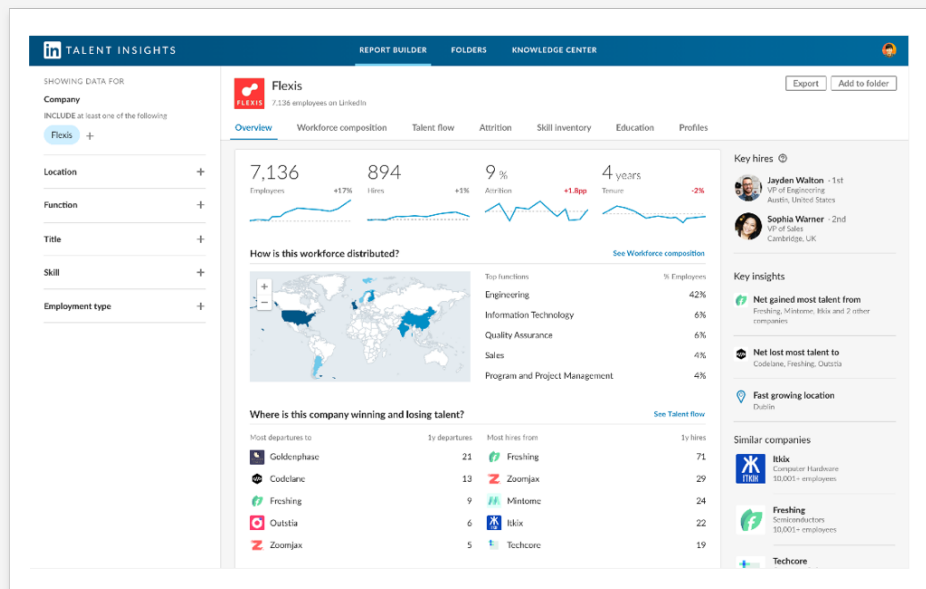 in TALENT INSIGHTS
REPORT BUILDER FOLDERS KNOWLEDGE CENTER
SHOWING DATA FOR
Company
INCLUDE at least one of the following
Flexis +
Location +
Function +
Title +
Skill +
Employment type +
FLEXIS
Flexis
7,136 employees on LinkedIn
Export Add to folder
Overview Workforce composition Talent flow Attrition Skill inventory Education Profiles
7,136 894 9 % 4 years
Employees +17% Hires +1% Attrition +1.8pp Tenure -2%
How is this workforce distributed? See Workforce composition
+
−
Top functions % Employees
Engineering 42%
Information Technology 6%
Quality Assurance 6%
Sales 4%
Program and Project Management 4%
Where is this company winning and losing talent? See Talent flow
Most departures to 1y departures Most hires from 1y hires
Goldenphase 21 Freshing 71
Codelane 13 Zoomjax 29
Freshing 9 Mintome 24
Outstia 6 Itkix 22
Zoomjax 5 Techcore 19
Key hires ?
Jayden Walton · 1st
VP of Engineering
Austin, United States
Sophia Warner · 2nd
VP of Sales
Cambridge, UK
Key insights
Net gained most talent from
Freshing, Mintome, Itkix and 2 other
companies
Net lost most talent to
Codelane, Freshing, Outstia
Fast growing location
Dublin
Similar companies
ITKIX
Itkix
Computer Hardware
10,001+ employees
Freshing
Semiconductors
10,001+ employees
Techcore